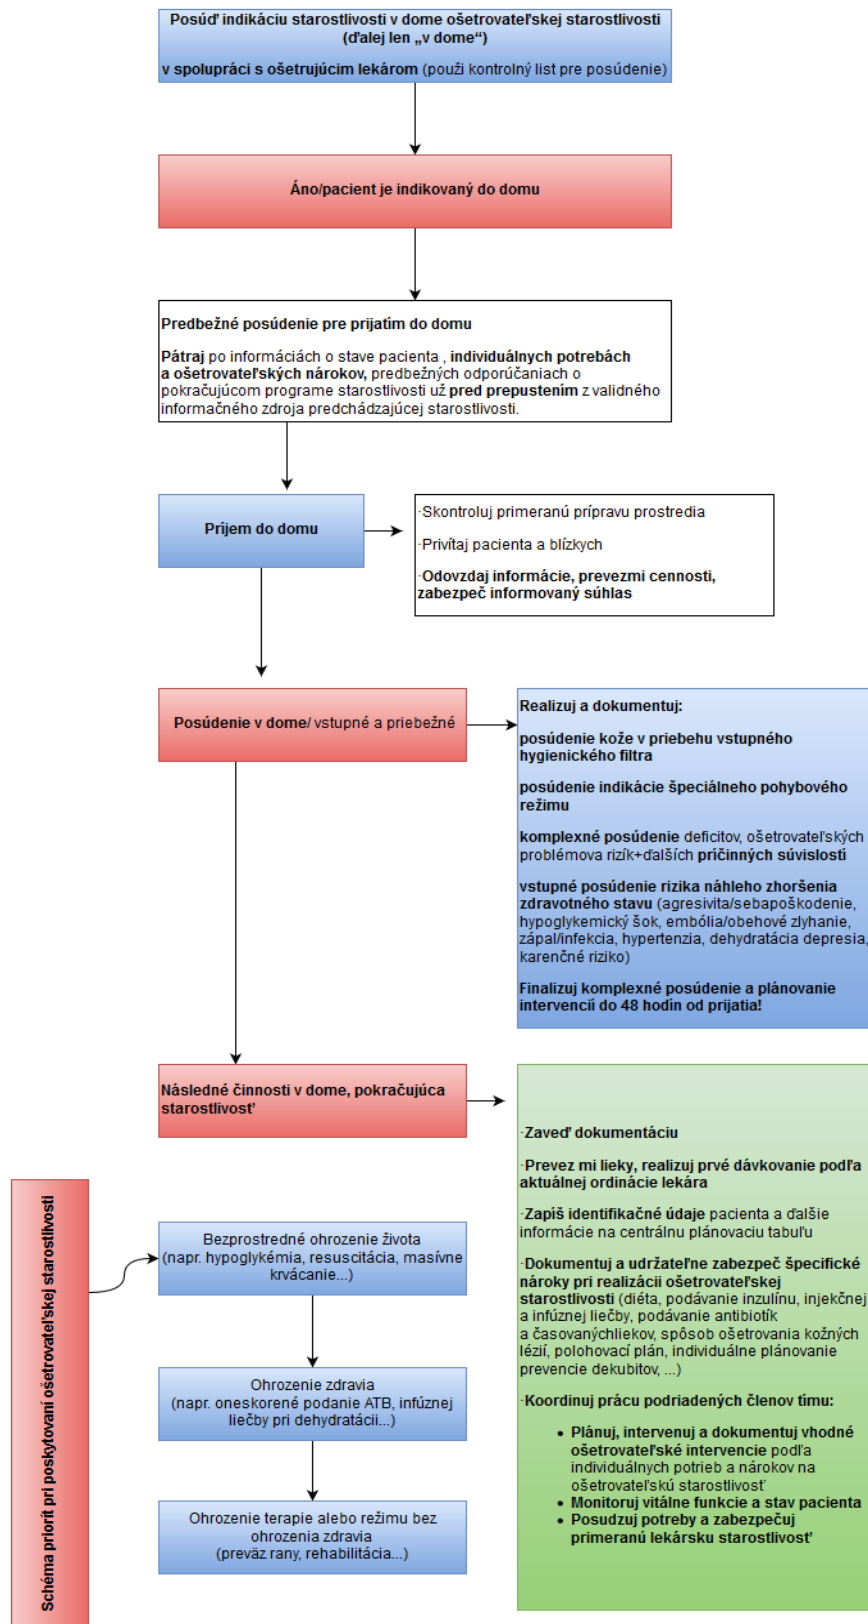 Posúď indikáciu starostlivosti v dome ošetrovateľskej starostlivosti
(ďalej len „v dome“)
v spolupráci s ošetrujúcim lekárom (použi kontrolný list pre posúdenie)
Áno/pacient je indikovaný do domu
Predbežné posúdenie pre prijatím do domu
Pátraj po informáciách o stave pacienta , individuálnych potrebách
a ošetrovateľských nárokov, predbežných odporúčaniach o
pokračujúcom programe starostlivosti už pred prepustením z validného
informačného zdroja predchádzajúcej starostlivosti.
Príjem do domu
·Skontroluj primeranú prípravu prostredia
·Privítaj pacienta a blízkych
·Odovzdaj informácie, prevezmi cennosti,
zabezpeč informovaný súhlas
Posúdenie v dome/ vstupné a priebežné
Realizuj a dokumentuj:
posúdenie kože v priebehu vstupného
hygienického filtra
posúdenie indikácie špeciálneho pohybového
režimu
komplexné posúdenie deficitov, ošetrovateľských
problémova rizík+ďalších príčinných súvislostí
vstupné posúdenie rizika náhleho zhoršenia
zdravotného stavu (agresivita/sebapoškodenie,
hypoglykemický šok, embólia/obehové zlyhanie,
zápal/infekcia, hypertenzia, dehydratácia depresia,
karenčné riziko)
Finalizuj komplexné posúdenie a plánovanie
intervencií do 48 hodín od prijatia!
Následné činnosti v dome, pokračujúca
starostlivosť
·Zaveď dokumentáciu
·Prevez mi lieky, realizuj prvé dávkovanie podľa
aktuálnej ordinácie lekára
·Zapíš identifikačné údaje pacienta a ďalšie
informácie na centrálnu plánovaciu tabuľu
·Dokumentuj a udržateľne zabezpeč špecifické
nároky pri realizácii ošetrovateľskej
starostlivosti (diéta, podávanie inzulínu, injekčnej
a infúznej liečby, podávanie antibiotík
a časovanýchliekov, spôsob ošetrovania kožných
lézií, polohovací plán, individuálne plánovanie
prevencie dekubitov, ...)
·Koordinuj prácu podriadených členov tímu:
• Plánuj, intervenuj a dokumentuj vhodné
ošetrovateľské intervencie podľa
individuálnych potrieb a nárokov na
ošetrovateľskú starostlivosť
• Monitoruj vitálne funkcie a stav pacienta
• Posudzuj potreby a zabezpečuj
primeranú lekársku starostlivosť
Schéma priorít pri poskytovaní ošetrovateľskej starostlivosti
Bezprostredné ohrozenie života
(napr. hypoglykémia, resuscitácia, masívne
krvácanie...)
Ohrozenie zdravia
(napr. oneskorené podanie ATB, infúznej
liečby pri dehydratácii...)
Ohrozenie terapie alebo režimu bez
ohrozenia zdravia
(preväz rany, rehabilitácia...)